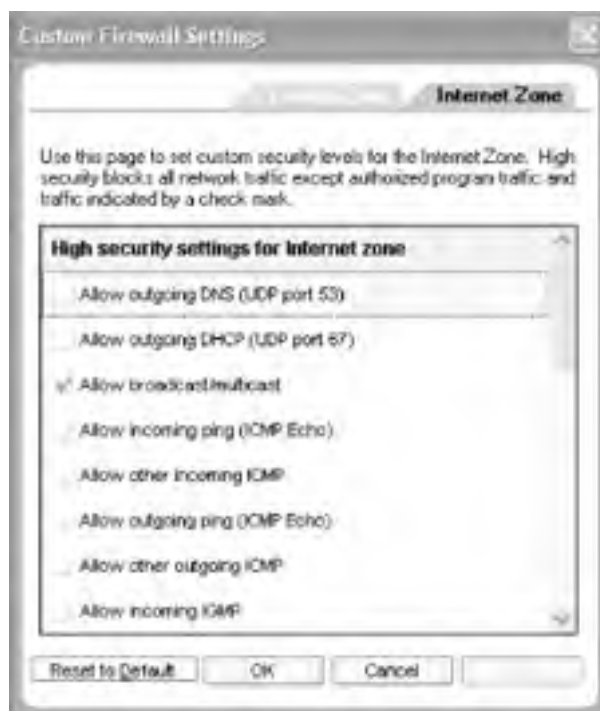 Custom Firewall Settings
Internet Zone
Use this page to set custom security levels for the Internet Zone. High
security blocks all network traffic except authorized program traffic and
traffic indicated by a check mark.
High security settings for Internet zone
Allow outgoing DNS (UDP port 53)
Allow outgoing DHCP (UDP port 67)
Allow broadcast/multicast
Allow incoming ping (ICMP Echo)
Allow other incoming ICMP
Allow outgoing ping (ICMP Echo)
Allow other outgoing ICMP
Allow incoming IGMP
Reset to Default
OK
Cancel